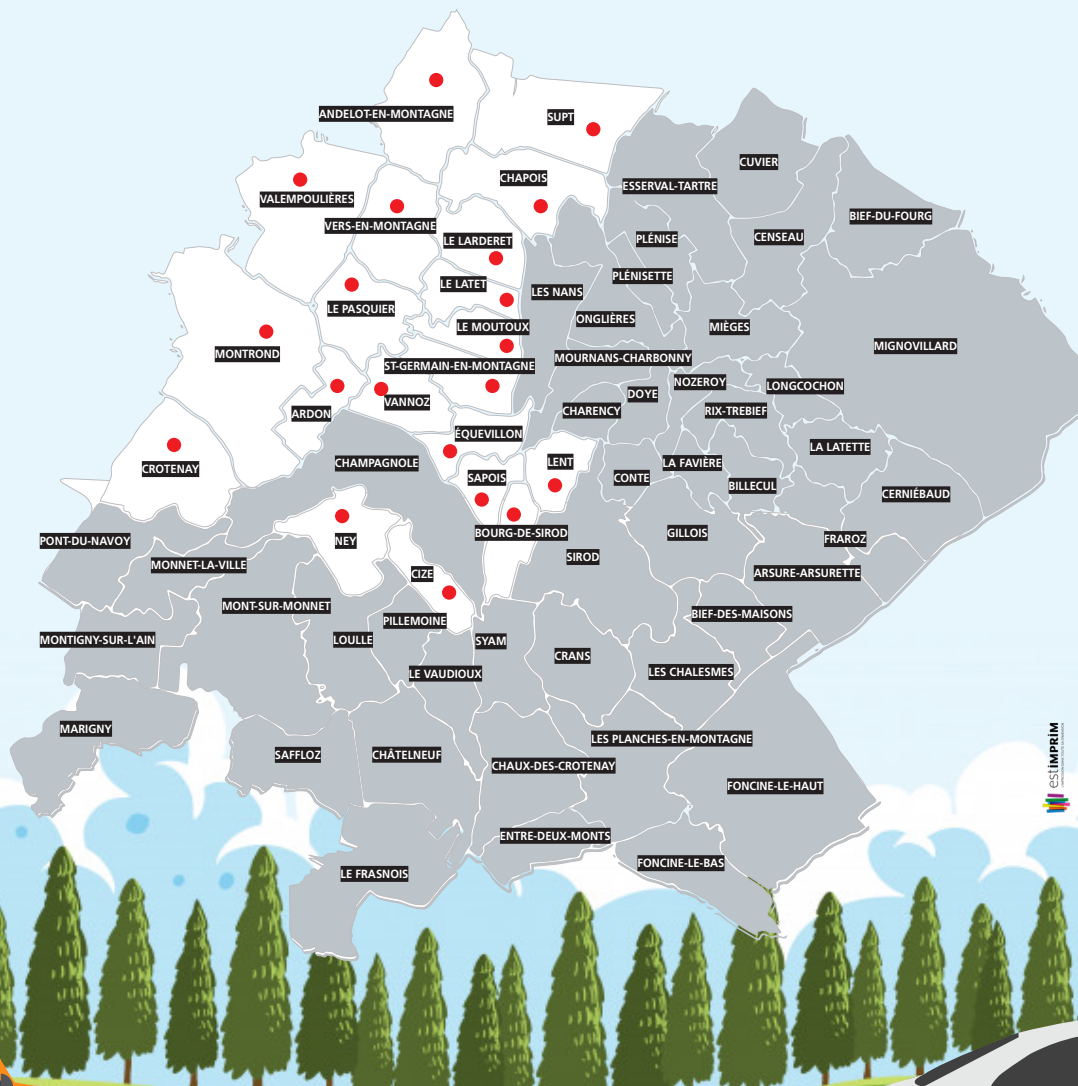 ANDELOT-EN-MONTAGNE
SUPT
CUVIER
CHAPOIS
ESSERVAL-TARTRE
VALEMPOULIÈRES
BIEF-DU-FOURG
VERS-EN-MONTAGNE
CENSEAU
LE LARDERET
PLÉNISE
PLÉNISETTE
LE LATET
LES NANS
LE PASQUIER
ONGLIÈRES
LE MOUTOUX
MIÈGES
MIGNOVILLARD
MONTROND
MOURNANS-CHARBONNY
ST-GERMAIN-EN-MONTAGNE
NOZEROY
LONGCOCHON
DOYE
VANNOZ
CHARENCY
RIX-TREBIEF
ARDON
ÉQUEVILLON
LA LATETTE
CHAMPAGNOLE
LENT
LA FAVIÈRE
CROTENAY
SAPOIS
CONTE
BILLECUL
CERNIÉBAUD
BOURG-DE-SIROD
GILLOIS
FRAROZ
PONT-DU-NAVOY
NEY
SIROD
MONNET-LA-VILLE
CIZE
ARSURE-ARSURETTE
MONT-SUR-MONNET
BIEF-DES-MAISONS
PILLEMOINE
MONTIGNY-SUR-L'AIN
LOULLE
SYAM
CRANS
LE VAUDIOUX
LES CHALESMES
MARIGNY
LES PLANCHES-EN-MONTAGNE
SAFFLOZ
CHÂTELNEUF
CHAUX-DES-CROTENAY
estIMPRIM
FONCINE-LE-HAUT
ENTRE-DEUX-MONTS
FONCINE-LE-BAS
LE FRASNOIS